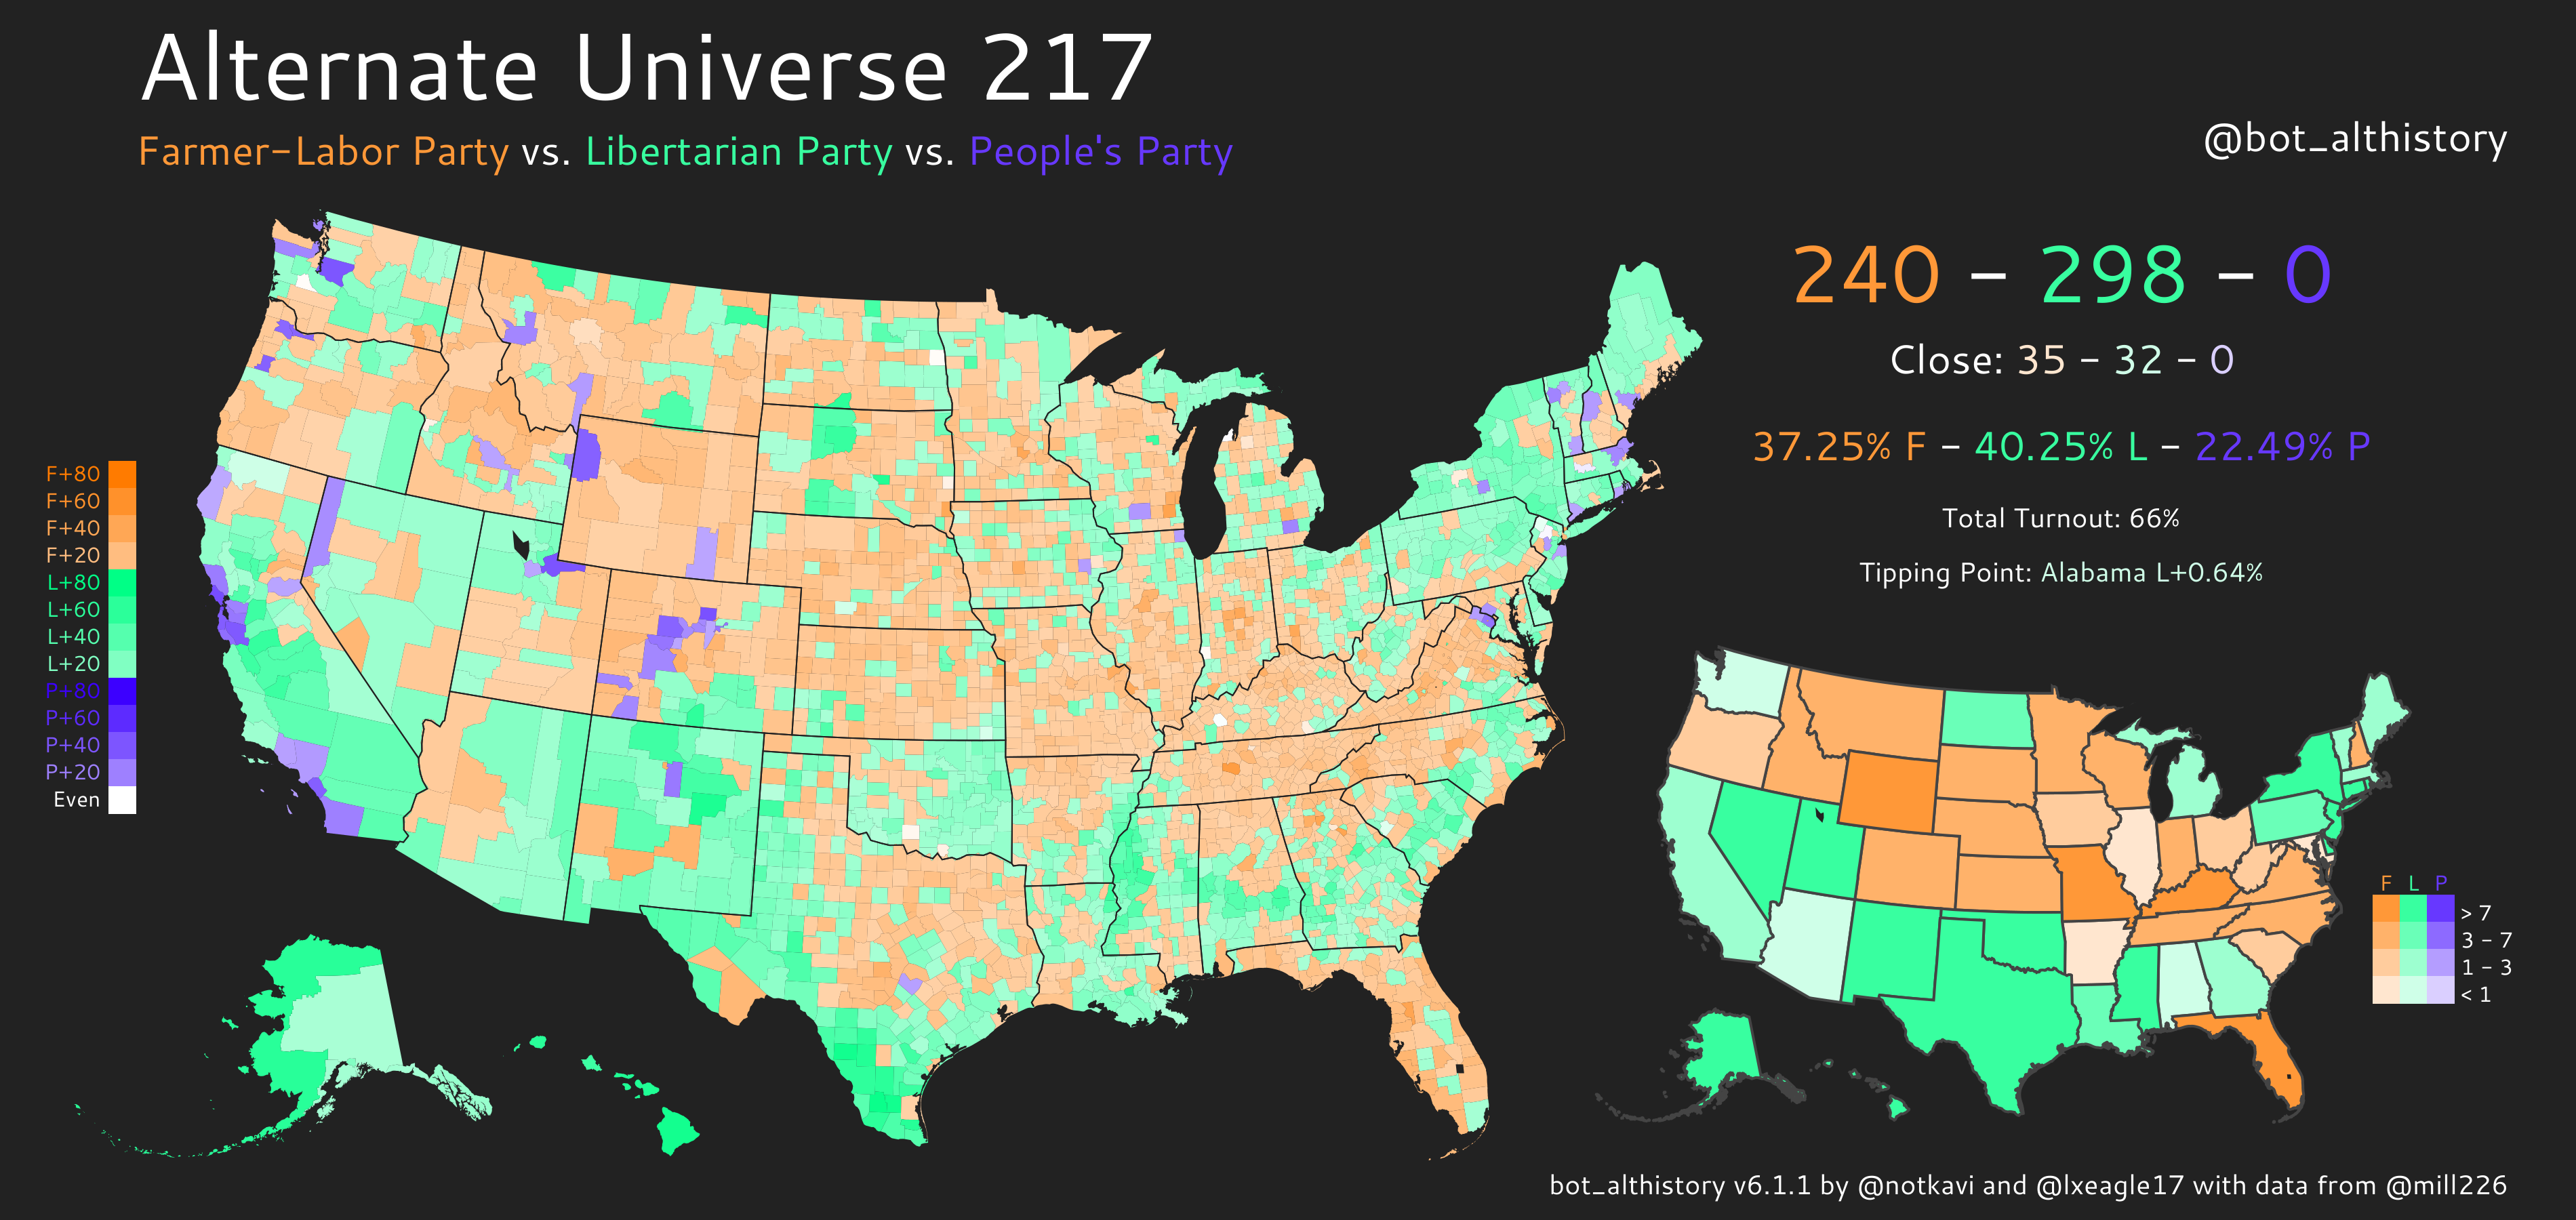 Alternate Universe 217
Farmer-Labor Party vs. Libertarian Party vs. People's Party
@bot_althistory
240 - 298 - 0
Close: 35 - 32 - 0
37.25% F - 40.25% L - 22.49% P
Total Turnout: 66%
Tipping Point: Alabama L+0.64%
F+80
F+60
F+40
F+20
L+80
L+60
L+40
L+20
P+80
P+60
P+40
P+20
Even
F L P
> 7
3 - 7
1 - 3
< 1
bot_althistory v6.1.1 by @notkavi and @lxeagle17 with data from @mill226